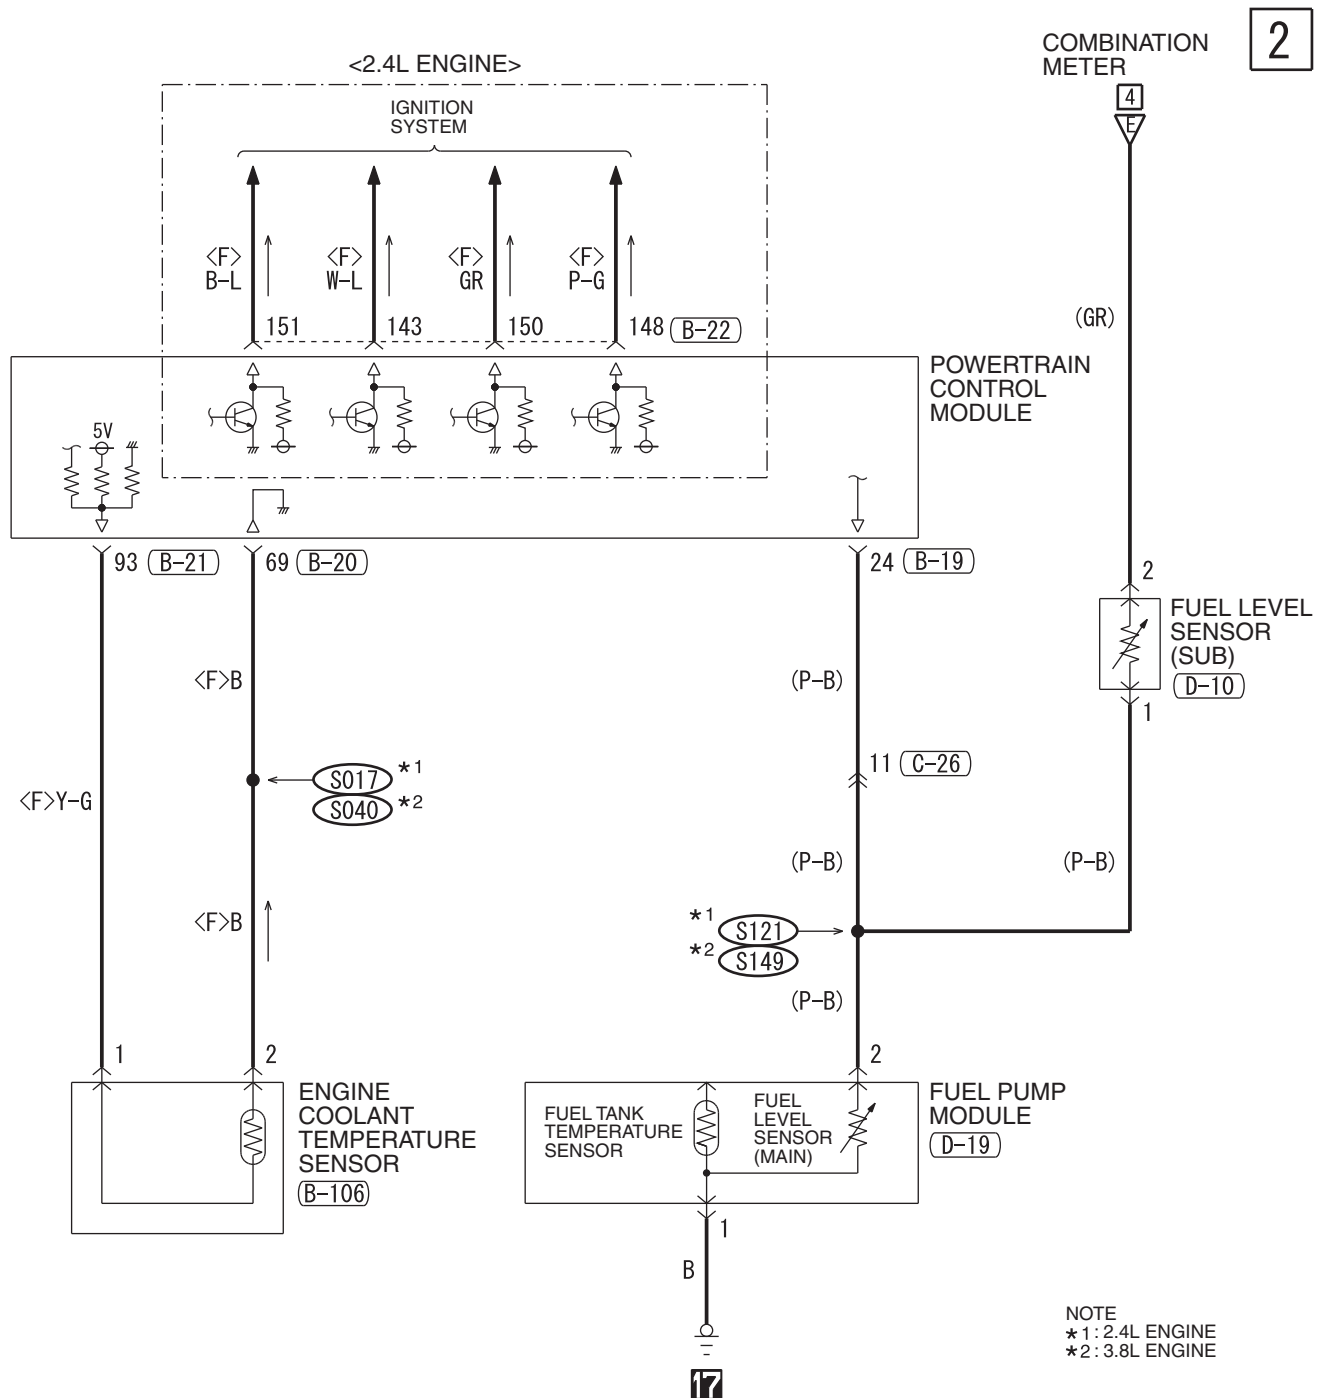 2
COMBINATION
METER
4
E
<2.4L ENGINE>
IGNITION
SYSTEM
<F>
B-L
<F>
W-L
<F>
GR
<F>
P-G
(GR)
151
143
150
148
B-22
POWERTRAIN
CONTROL
MODULE
5V
93
B-21
69
B-20
24
B-19
2
FUEL LEVEL
SENSOR
(SUB)
D-10
1
<F>B
(P-B)
11
C-26
S017
*1
S040
*2
<F>Y-G
(P-B)
(P-B)
<F>B
*1
S121
*2
S149
(P-B)
1
2
2
ENGINE
COOLANT
TEMPERATURE
SENSOR
B-106
FUEL TANK
TEMPERATURE
SENSOR
FUEL
LEVEL
SENSOR
(MAIN)
FUEL PUMP
MODULE
D-19
1
B
17
NOTE
*1 : 2.4L ENGINE
*2 : 3.8L ENGINE